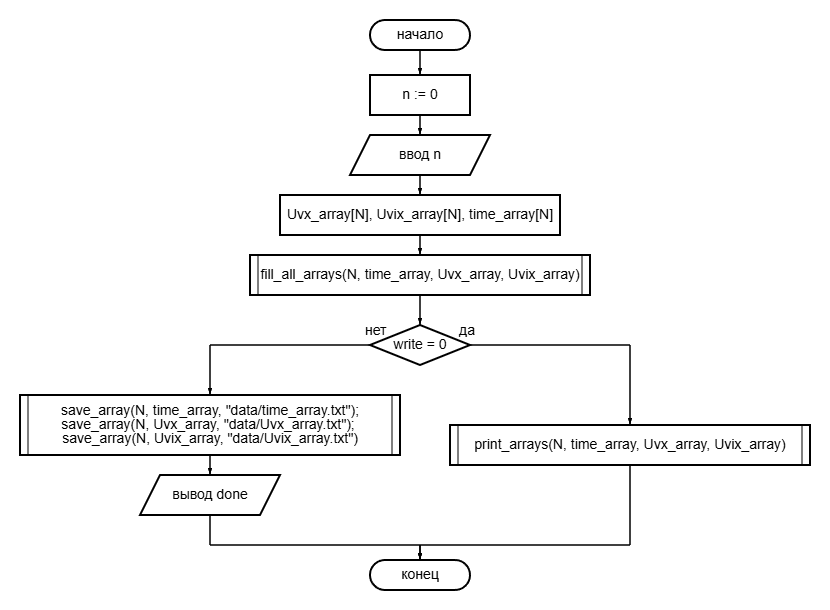 начало
n := 0
ввод n
Uvx_array[N], Uvix_array[N], time_array[N]
fill_all_arrays(N, time_array, Uvx_array, Uvix_array)
нет
да
write = 0
save_array(N, time_array, "data/time_array.txt");
save_array(N, Uvx_array, "data/Uvx_array.txt");
save_array(N, Uvix_array, "data/Uvix_array.txt")
print_arrays(N, time_array, Uvx_array, Uvix_array)
вывод done
конец